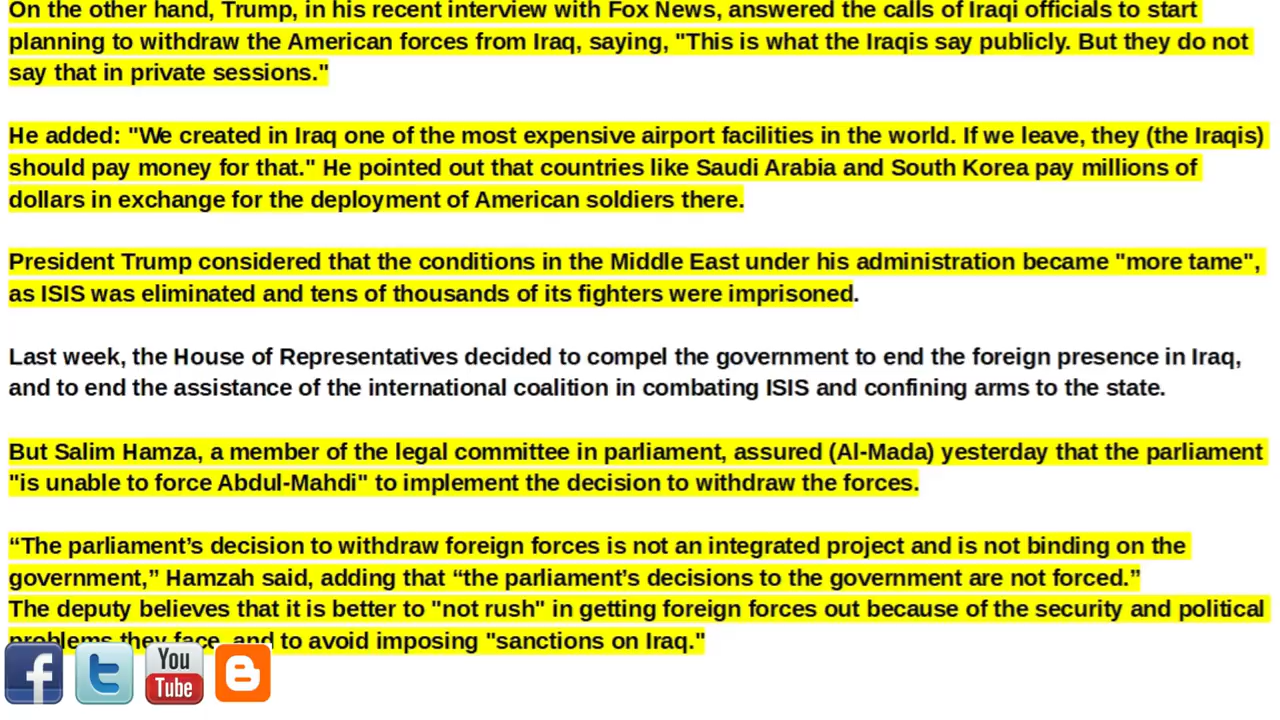 On the other hand, Trump, in his recent interview with Fox News, answered the calls of Iraqi officials to start
planning to withdraw the American forces from Iraq, saying, "This is what the Iraqis say publicly. But they do not
say that in private sessions."
He added: "We created in Iraq one of the most expensive airport facilities in the world. If we leave, they (the Iraqis)
should pay money for that." He pointed out that countries like Saudi Arabia and South Korea pay millions of
dollars in exchange for the deployment of American soldiers there.
President Trump considered that the conditions in the Middle East under his administration became "more tame",
as ISIS was eliminated and tens of thousands of its fighters were imprisoned.
Last week, the House of Representatives decided to compel the government to end the foreign presence in Iraq,
and to end the assistance of the international coalition in combating ISIS and confining arms to the state.
But Salim Hamza, a member of the legal committee in parliament, assured (Al-Mada) yesterday that the parliament
"is unable to force Abdul-Mahdi" to implement the decision to withdraw the forces.
“The parliament’s decision to withdraw foreign forces is not an integrated project and is not binding on the
government,” Hamzah said, adding that “the parliament’s decisions to the government are not forced.”
The deputy believes that it is better to "not rush" in getting foreign forces out because of the security and political
problems they face, and to avoid imposing "sanctions on Iraq."
You
Tube